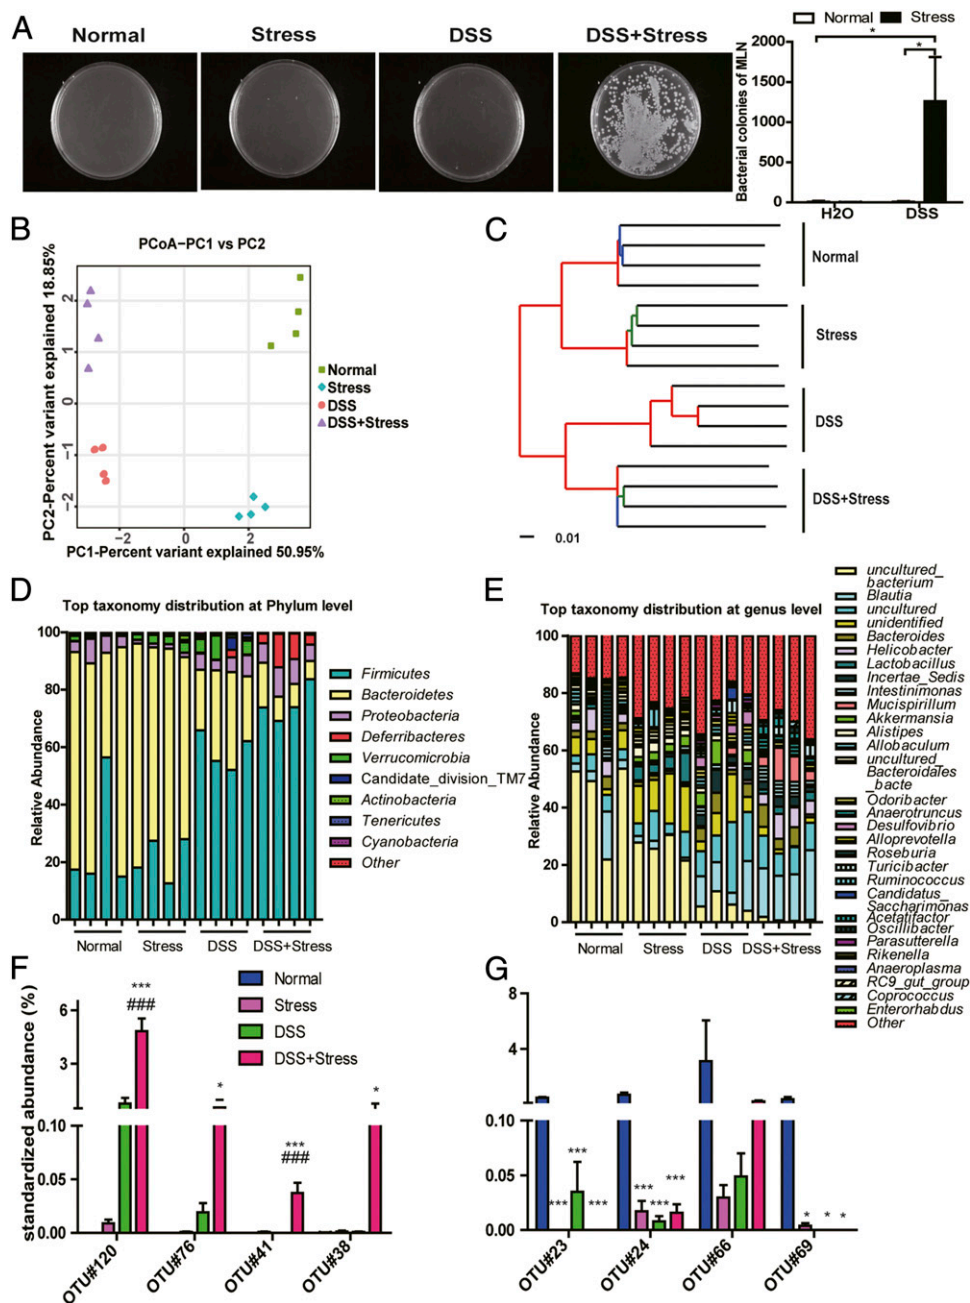 A
Normal
Stress
DSS
DSS+Stress
Normal
Stress
Bacterial colonies of MLN
2000
1500
1000
500
0
*
*
H2O
DSS
B
PCoA-PC1 vs PC2
PC2-Percent variant explained 18.85%
2
1
0
-1
-2
-2
0
2
PC1-Percent variant explained 50.95%
Normal
Stress
DSS
DSS+Stress
C
Normal
Stress
DSS
DSS+Stress
0.01
D
Top taxonomy distribution at Phylum level
Relative Abundance
100
80
60
40
20
0
Normal
Stress
DSS
DSS+Stress
Firmicutes
Bacteroidetes
Proteobacteria
Deferribacteres
Verrucomicrobia
Candidate_division_TM7
Actinobacteria
Tenericutes
Cyanobacteria
Other
E
Top taxonomy distribution at genus level
Relative Abundance
100
80
60
40
20
0
Normal
Stress
DSS
DSS+Stress
uncultured_
bacterium
Blautia
uncultured
unidentified
Bacteroides
Helicobacter
Lactobacillus
Incertae_Sedis
Intestinimonas
Mucispirillum
Akkermansia
Alistipes
Allobaculum
uncultured_
Bacteroidales
_bacte
Odoribacter
Anaerotruncus
Desulfovibrio
Alloprevotella
Roseburia
Turicibacter
Ruminococcus
Candidatus_
Saccharimonas
Acetatifactor
Oscillibacter
Parasutterella
Rikenella
Anaeroplasma
RC9_gut_group
Coprococcus
Enterorhabdus
Other
F
standardized abundance (%)
6
3
0.10
0.05
0.00
***
###
*
***
###
*
Normal
Stress
DSS
DSS+Stress
OTU#120
OTU#76
OTU#41
OTU#38
G
8
4
0.10
0.05
0.00
***
***
***
***
***
***
*
*
*
OTU#23
OTU#24
OTU#66
OTU#69